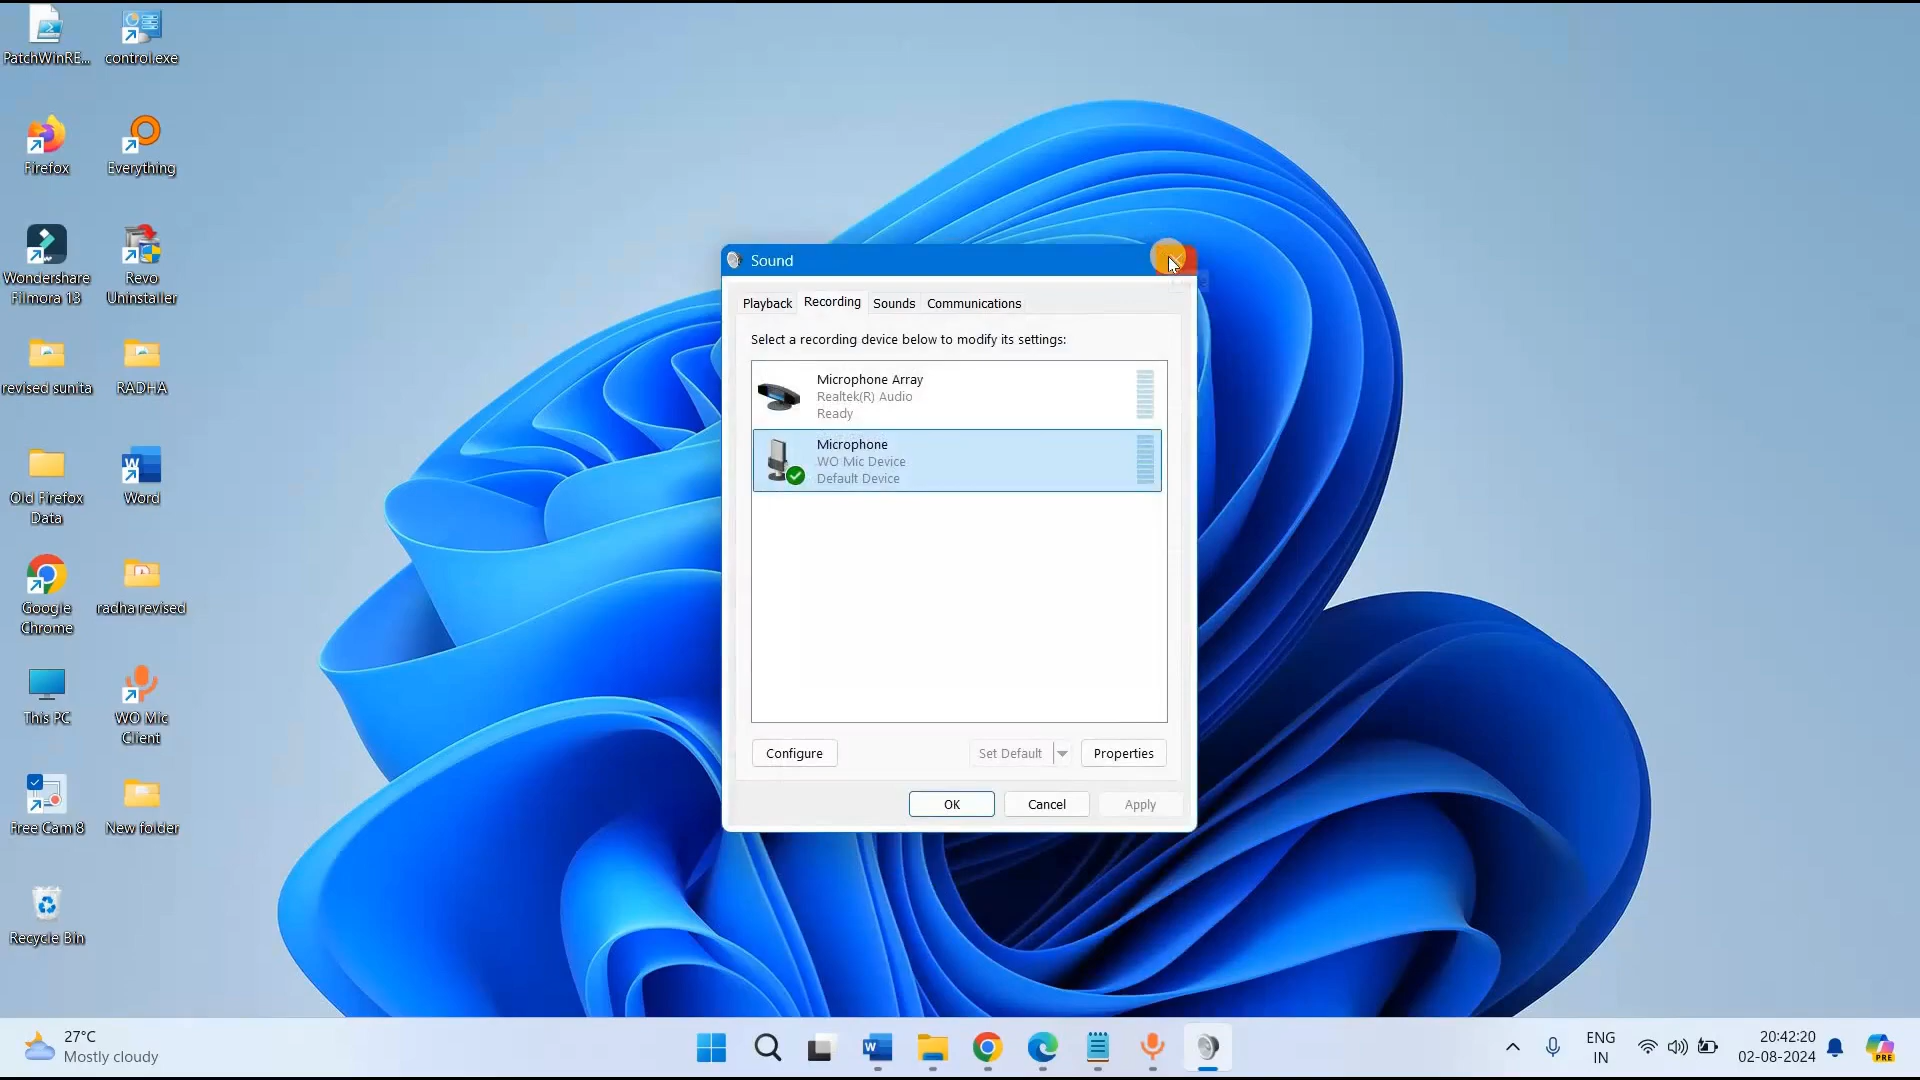 PatchWinRE...
control.exe
Firefox
Everything
Wondershare
Filmora 13
Revo
Uninstaller
revised sunita
RADHA
Old Firefox
Data
Word
Google
Chrome
radha revised
This PC
WO Mic
Client
Free Cam 8
New folder
Recycle Bin
Sound
Playback
Recording
Sounds
Communications
Select a recording device below to modify its settings:
Microphone Array
Realtek(R) Audio
Ready
Microphone
WO Mic Device
Default Device
Configure
Set Default
Properties
OK
Cancel
Apply
27°C
Mostly cloudy
ENG
IN
20:42:20
02-08-2024
PRE